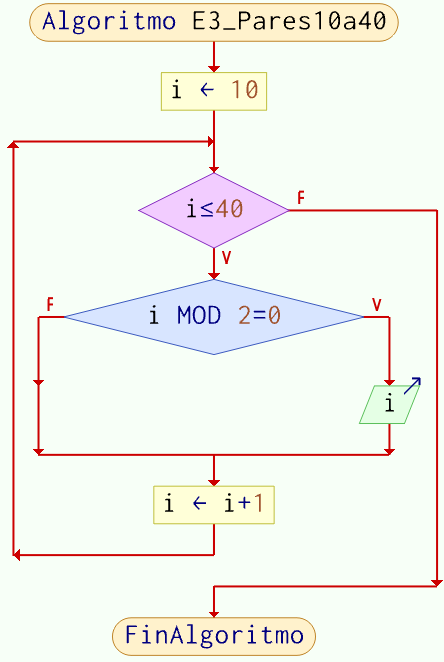 Algoritmo E3_Pares10a40
i ← 10
i≤40
F
V
i MOD 2=0
F
V
i
i ← i+1
FinAlgoritmo